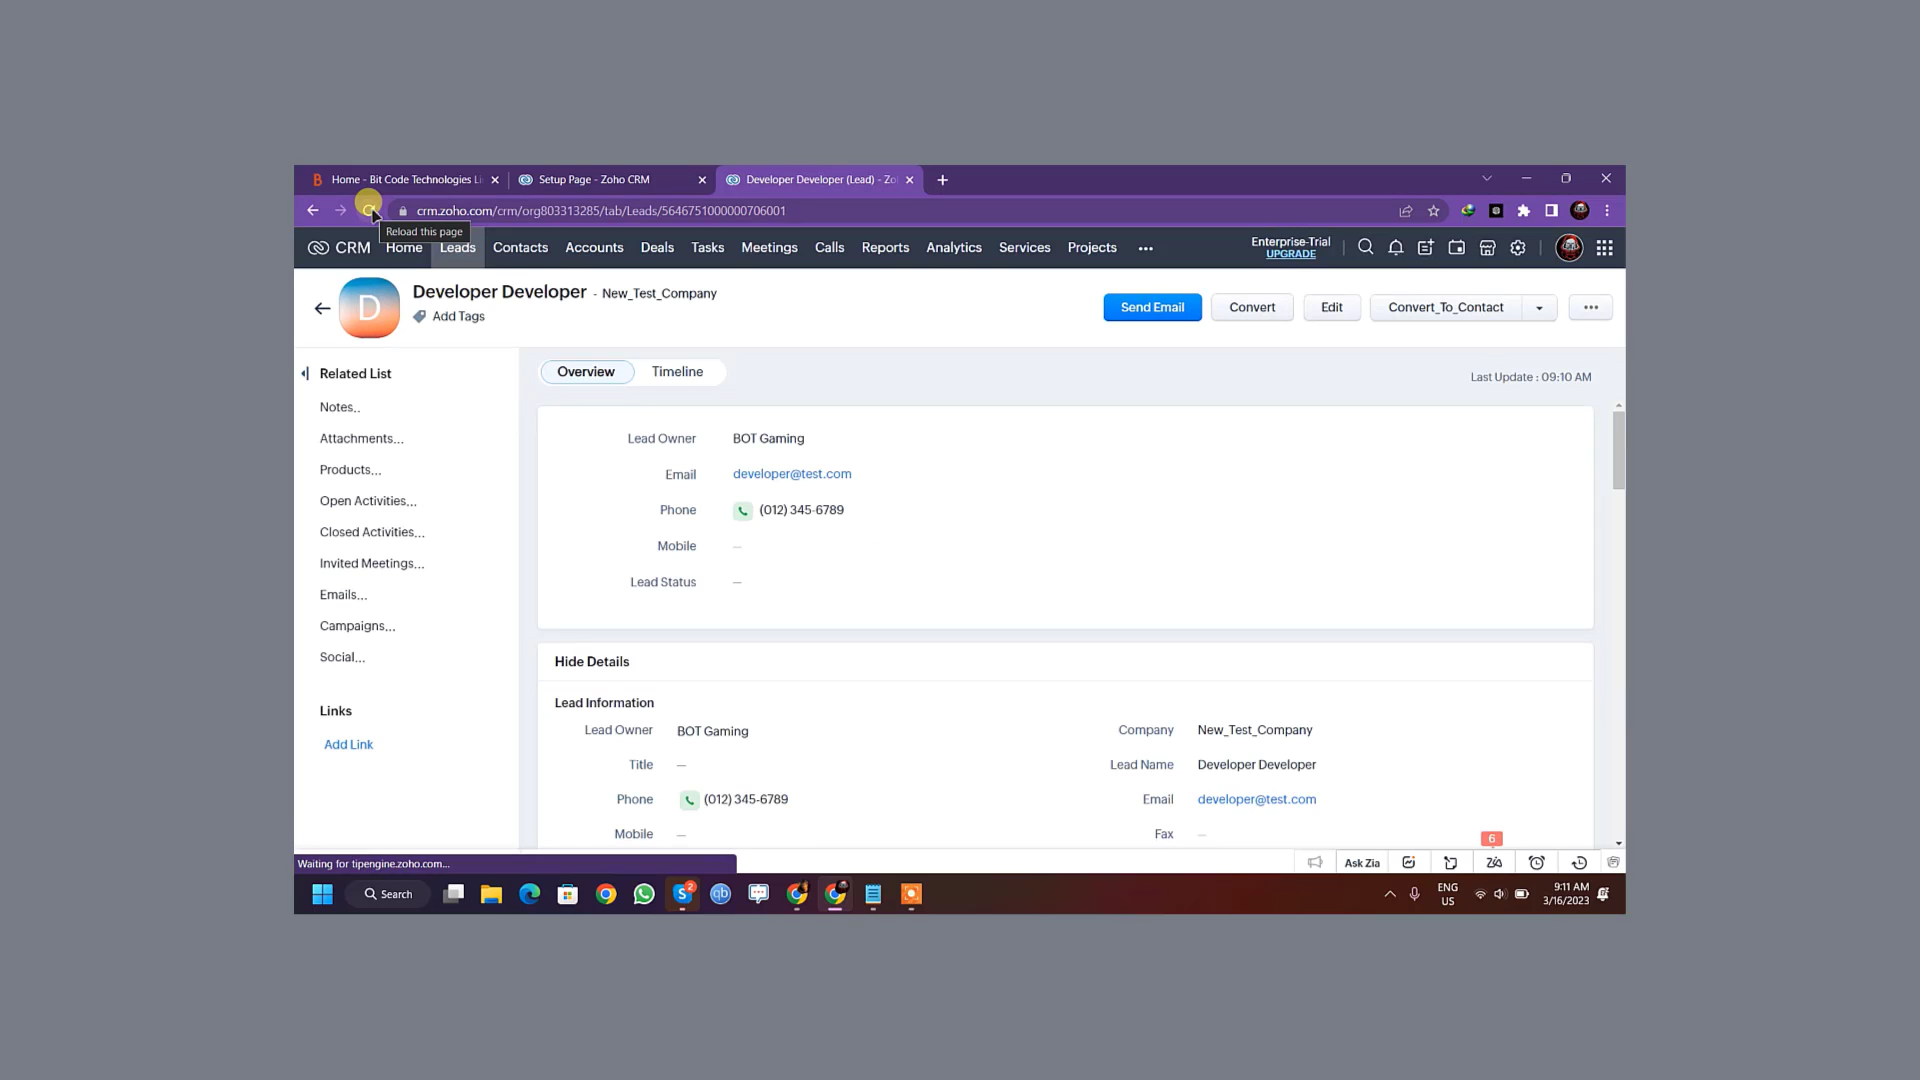 Home - Bit Code Technologies Li
Setup Page - Zoho CRM
Developer Developer (Lead) - Zo
crm.zoho.com/crm/org803313285/tab/Leads/5646751000000706001
Reload this page
CRM Home Leads Contacts Accounts Deals Tasks Meetings Calls Reports Analytics Services Projects
Enterprise-Trial
UPGRADE
D
Developer Developer - New_Test_Company
Add Tags
Send Email Convert Edit Convert_To_Contact
Related List
Notes..
Attachments...
Products...
Open Activities...
Closed Activities...
Invited Meetings...
Emails...
Campaigns...
Social...
Links
Add Link
Overview Timeline
Last Update : 09:10 AM
Lead Owner BOT Gaming
Email developer@test.com
Phone (012) 345-6789
Mobile —
Lead Status —
Hide Details
Lead Information
Lead Owner BOT Gaming
Company New_Test_Company
Title —
Lead Name Developer Developer
Phone (012) 345-6789
Email developer@test.com
Mobile —
Fax —
6
Waiting for tipengine.zoho.com...
Ask Zia
Search
2
qb
ENG
US
9:11 AM
3/16/2023